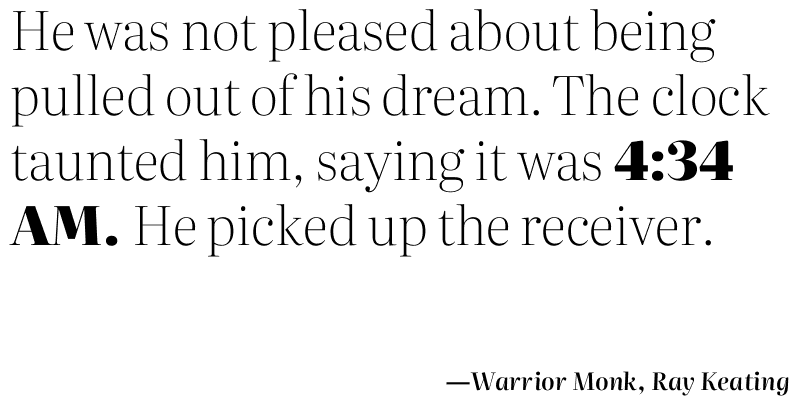 He was not pleased about being
pulled out of his dream. The clock
taunted him, saying it was 4:34
AM. He picked up the receiver.
—Warrior Monk, Ray Keating